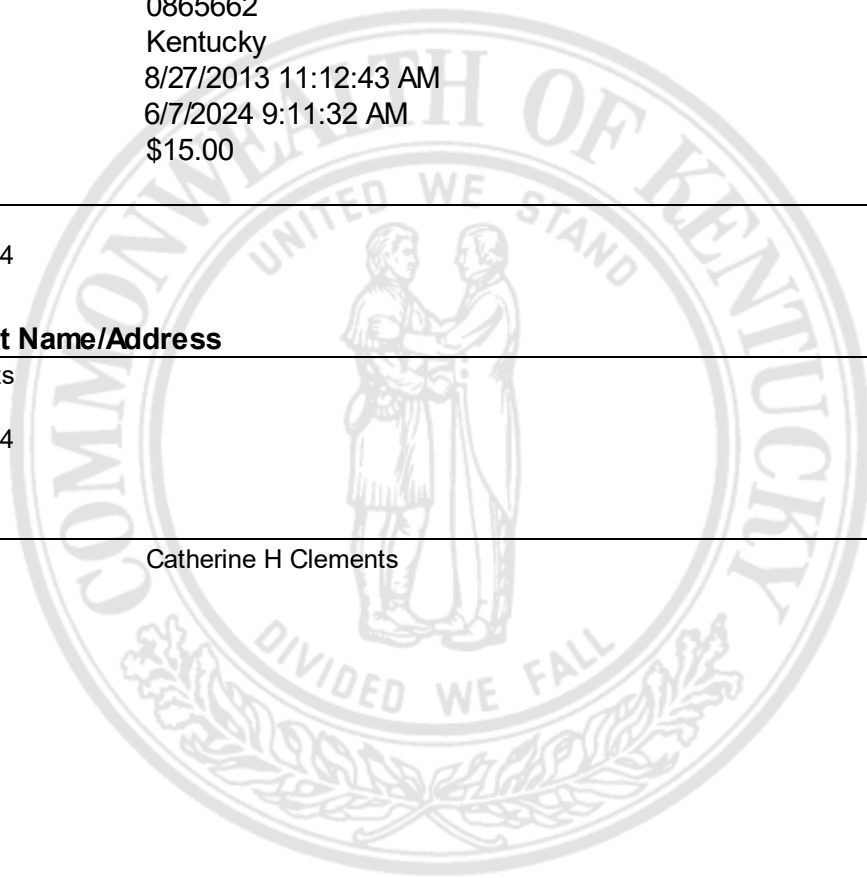 0865662
Kentucky
8/27/2013 11:12:43 AM
6/7/2024 9:11:32 AM
$15.00
4
t Name/Address
ts
4
Catherine H Clements
COMMONWEALTH OF KENTUCKY
UNITED WE STAND
DIVIDED WE FALL